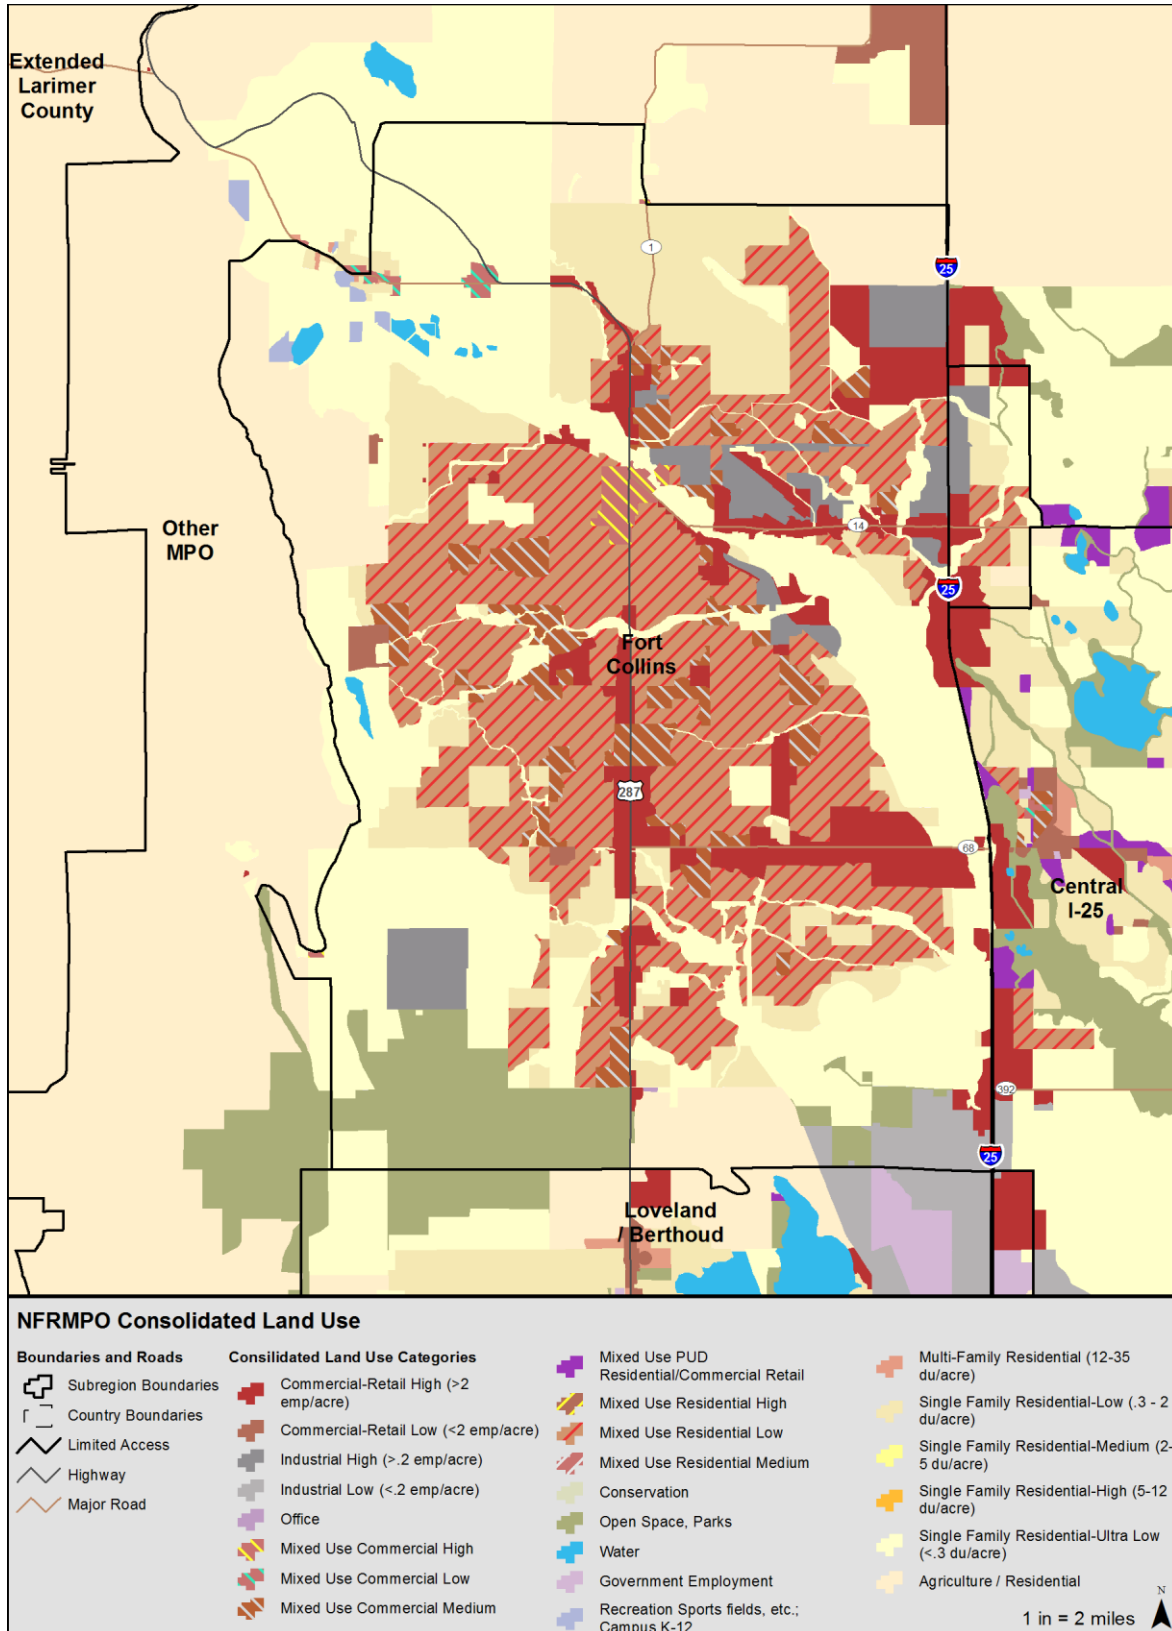 Extended
Larimer
County
1
25
Other
MPO
14
25
Fort
Collins
287
68
Central
I-25
392
25
Loveland
/ Berthoud
NFRMPO Consolidated Land Use
Boundaries and Roads
Subregion Boundaries
Country Boundaries
Limited Access
Highway
Major Road
Consilidated Land Use Categories
Commercial-Retail High (>2
emp/acre)
Commercial-Retail Low (<2 emp/acre)
Industrial High (>.2 emp/acre)
Industrial Low (<.2 emp/acre)
Office
Mixed Use Commercial High
Mixed Use Commercial Low
Mixed Use Commercial Medium
Mixed Use PUD
Residential/Commercial Retail
Mixed Use Residential High
Mixed Use Residential Low
Mixed Use Residential Medium
Conservation
Open Space, Parks
Water
Government Employment
Recreation Sports fields, etc.;
Campus K-12
Multi-Family Residential (12-35
du/acre)
Single Family Residential-Low (.3 - 2
du/acre)
Single Family Residential-Medium (2-
5 du/acre)
Single Family Residential-High (5-12
du/acre)
Single Family Residential-Ultra Low
(<.3 du/acre)
Agriculture / Residential
N
1 in = 2 miles